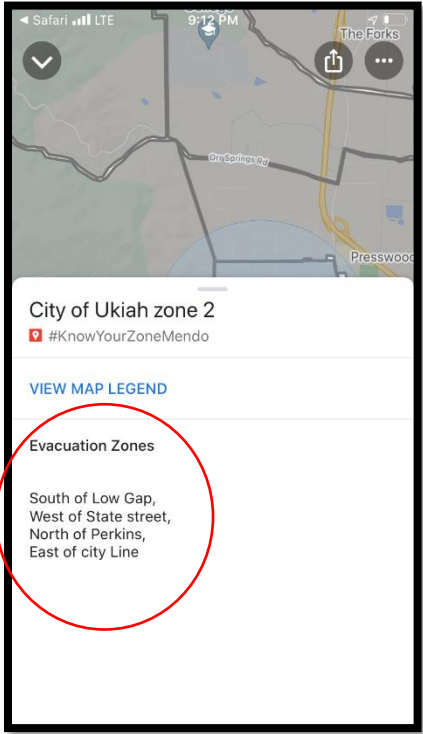 ◄ Safari LTE
9:12 PM
The Forks
Orr Springs Rd
Presswood
City of Ukiah zone 2
#KnowYourZoneMendo
VIEW MAP LEGEND
Evacuation Zones
South of Low Gap,
West of State street,
North of Perkins,
East of city Line